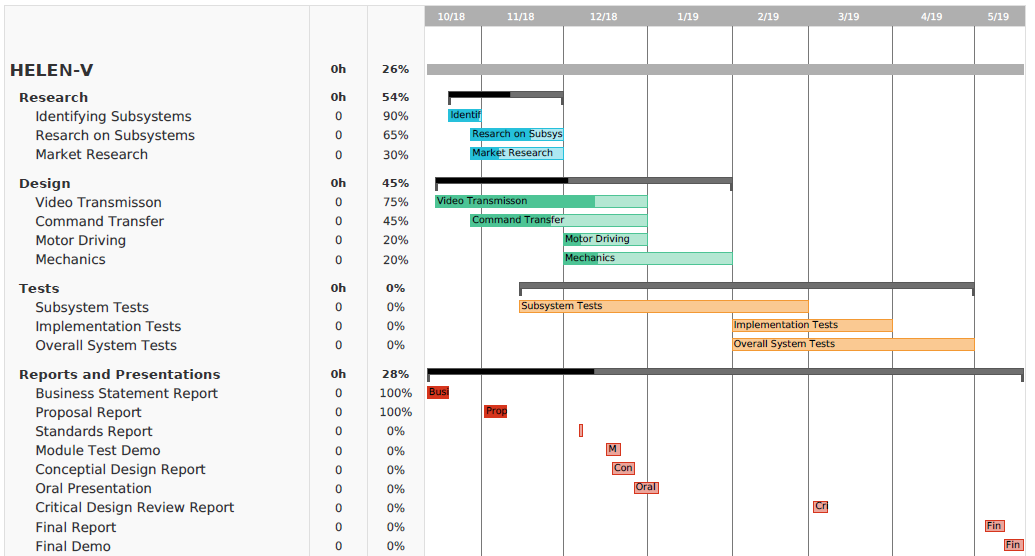 10/18 11/18 12/18 1/19 2/19 3/19 4/19 5/19
HELEN-V 0h 26%
Research 0h 54%
Identifying Subsystems 0 90% Identif
Resarch on Subsystems 0 65% Resarch on Subsys
Market Research 0 30% Market Research
Design 0h 45%
Video Transmisson 0 75% Video Transmisson
Command Transfer 0 45% Command Transfer
Motor Driving 0 20% Motor Driving
Mechanics 0 20% Mechanics
Tests 0h 0%
Subsystem Tests 0 0% Subsystem Tests
Implementation Tests 0 0% Implementation Tests
Overall System Tests 0 0% Overall System Tests
Reports and Presentations 0h 28%
Business Statement Report 0 100% Busi
Proposal Report 0 100% Prop
Standards Report 0 0%
Module Test Demo 0 0% M
Conceptial Design Report 0 0% Con
Oral Presentation 0 0% Oral
Critical Design Review Report 0 0% Cri
Final Report 0 0% Fin
Final Demo 0 0% Fin